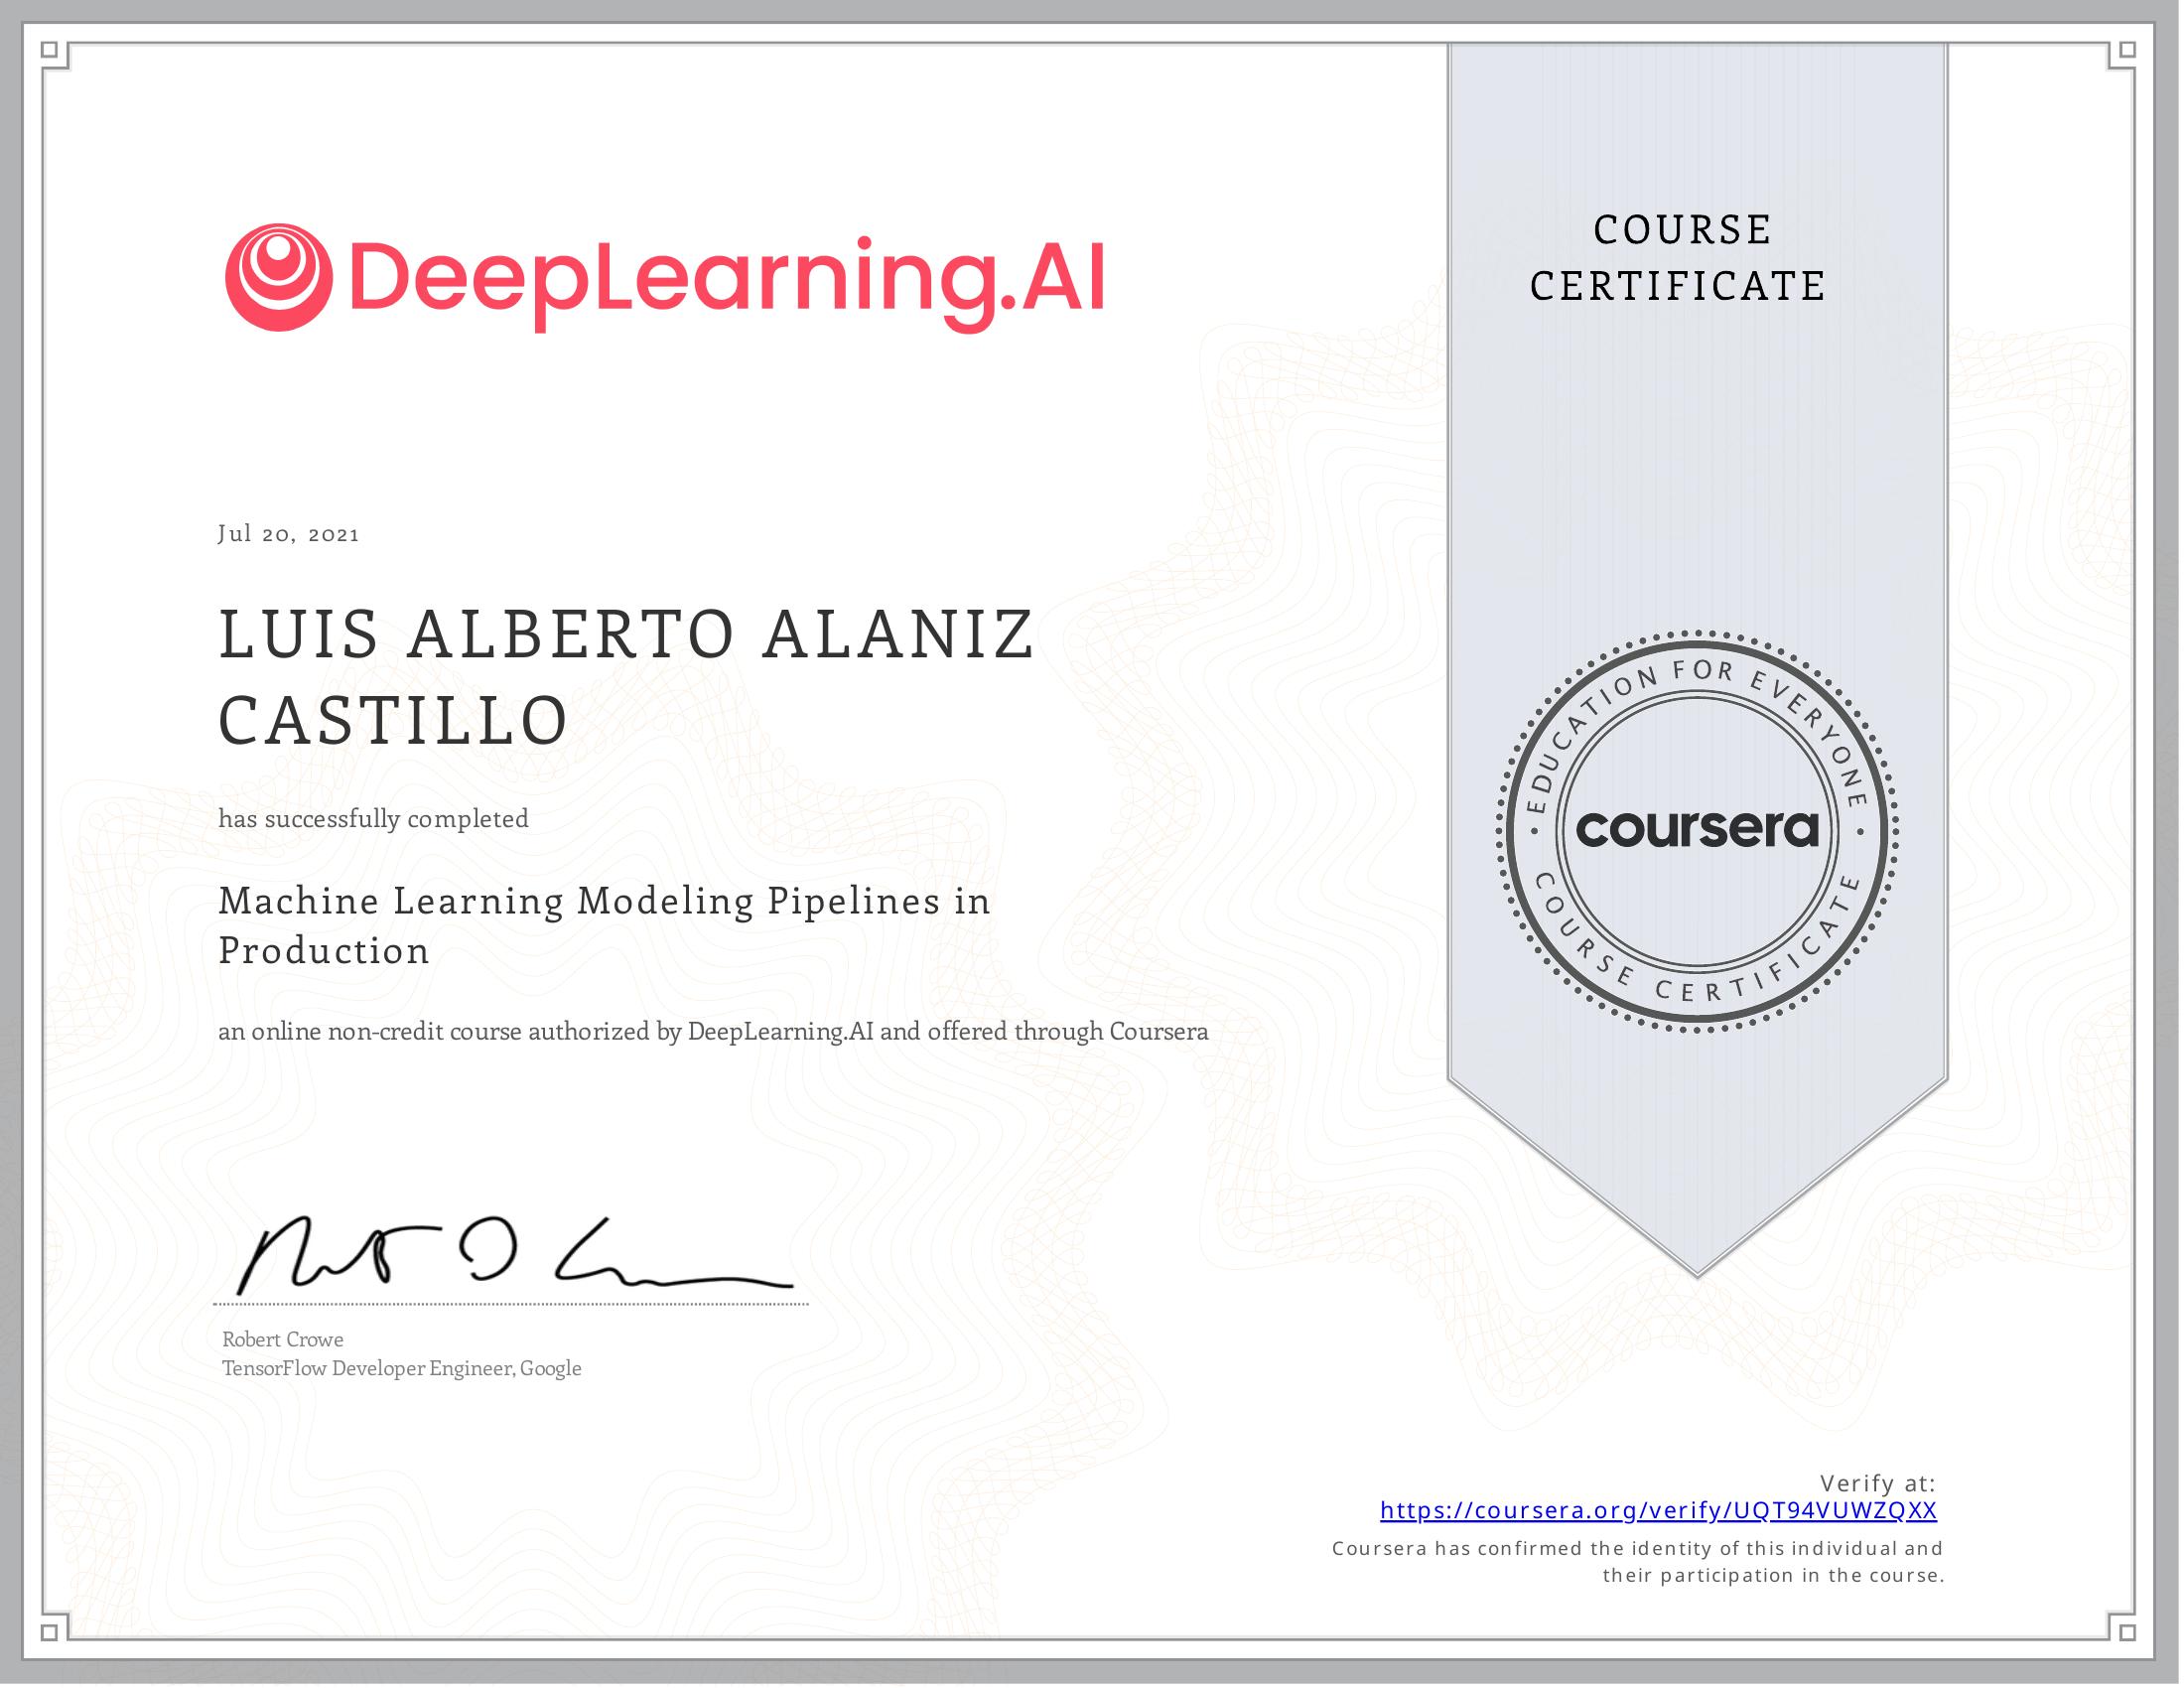 DeepLearning.AI
COURSE
CERTIFICATE
Jul 20, 2021
LUIS ALBERTO ALANIZ
CASTILLO
has successfully completed
Machine Learning Modeling Pipelines in
Production
an online non-credit course authorized by DeepLearning.AI and offered through Coursera
EDUCATION FOR EVERYONE
coursera
COURSE CERTIFICATE
Robert Crowe
TensorFlow Developer Engineer, Google
Verify at:
https://coursera.org/verify/UQT94VUWZQXX
Coursera has confirmed the identity of this individual and
their participation in the course.